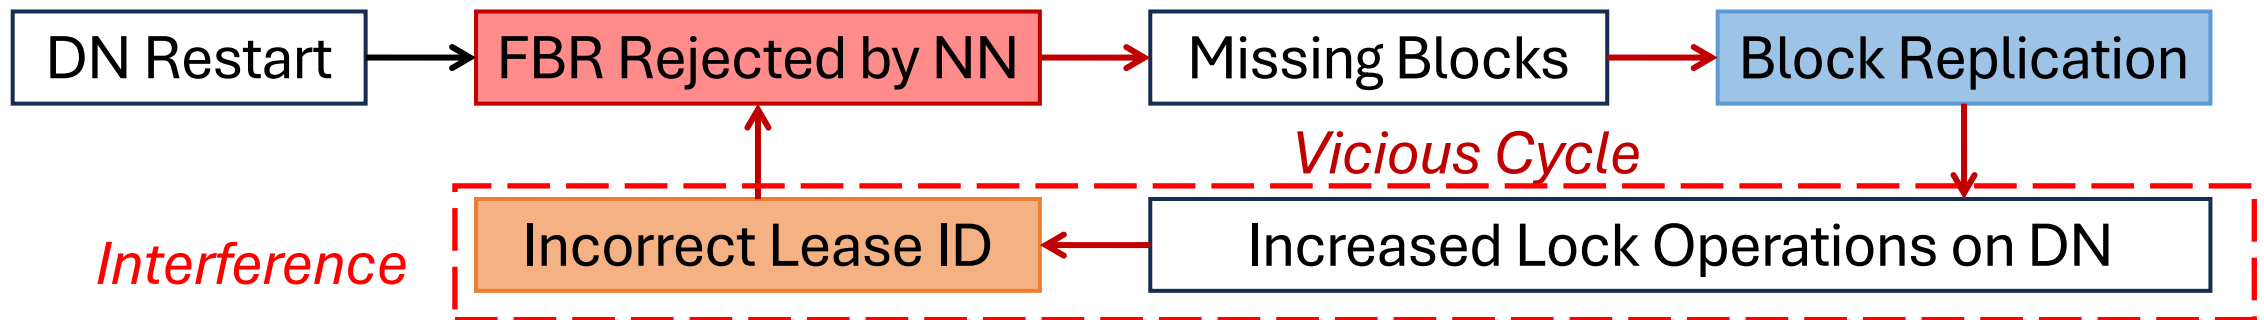 DN Restart
FBR Rejected by NN
Missing Blocks
Block Replication
Vicious Cycle
Interference
Incorrect Lease ID
Increased Lock Operations on DN